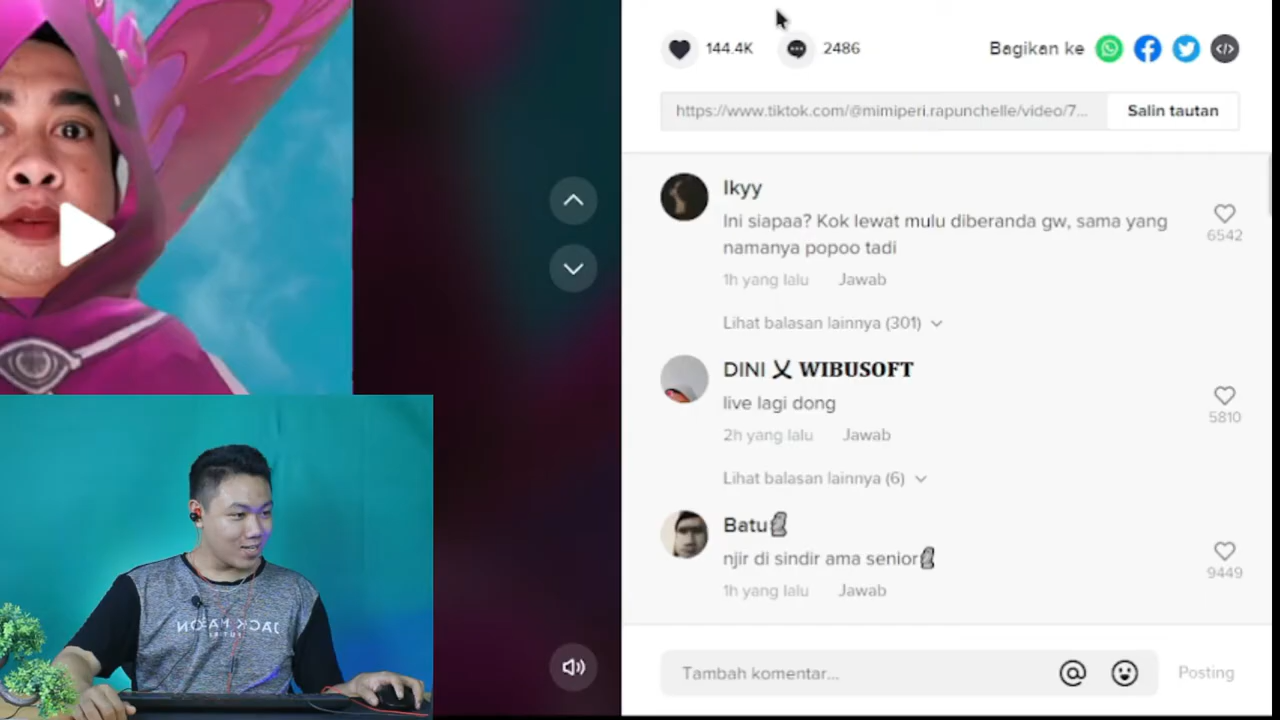 144.4K
2486
Bagikan ke
https://www.tiktok.com/@mimiperi.rapunchelle/video/7...
Salin tautan
Ikyy
Ini siapaa? Kok lewat mulu diberanda gw, sama yang
namanya popoo tadi
6542
1h yang lalu Jawab
Lihat balasan lainnya (301)
DINI 乂 𝐖𝐈𝐁𝐔𝐒𝐎𝐅𝐓
live lagi dong
5810
2h yang lalu Jawab
Lihat balasan lainnya (6)
Batu🗿
njir di sindir ama senior🗿
9449
1h yang lalu Jawab
Tambah komentar...
Posting